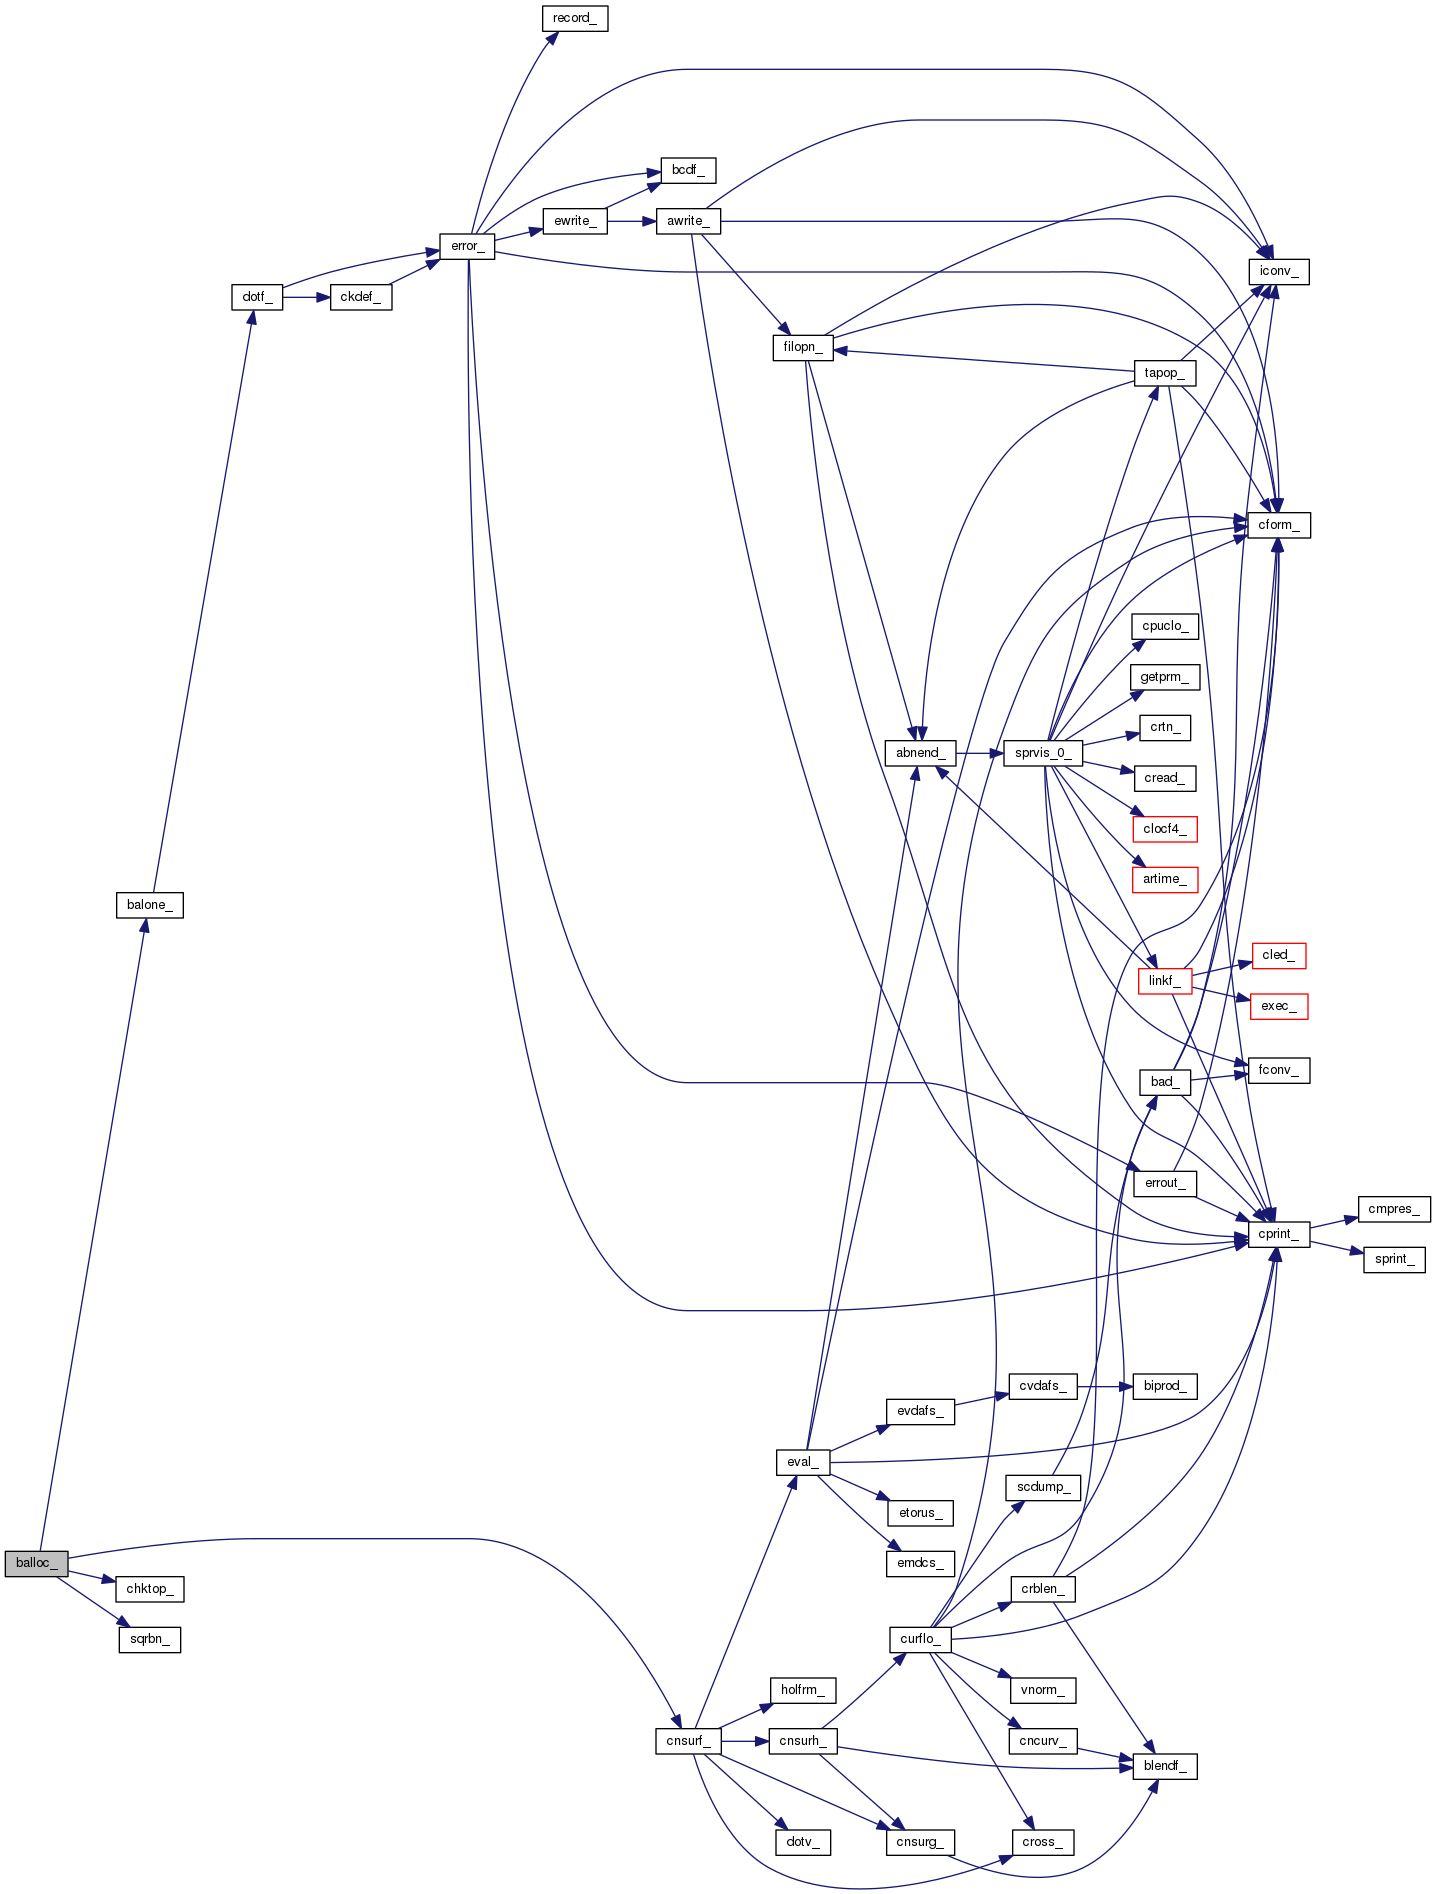 record_
bcdf_
ewrite_
awrite_
error_
iconv_
dotf_
ckdef_
filopn_
tapop_
cform_
cpuclo_
getprm_
crtn_
abnend_
sprvis_0_
cread_
clocf4_
artime_
balone_
cled_
linkf_
exec_
fconv_
bad_
errout_
cmpres_
cprint_
sprint_
cvdafs_
biprod_
evdafs_
eval_
scdump_
etorus_
balloc_
emdcs_
chktop_
crblen_
sqrbn_
curflo_
holfrm_
vnorm_
cnsurf_
cnsurh_
cncurv_
blendf_
dotv_
cnsurg_
cross_